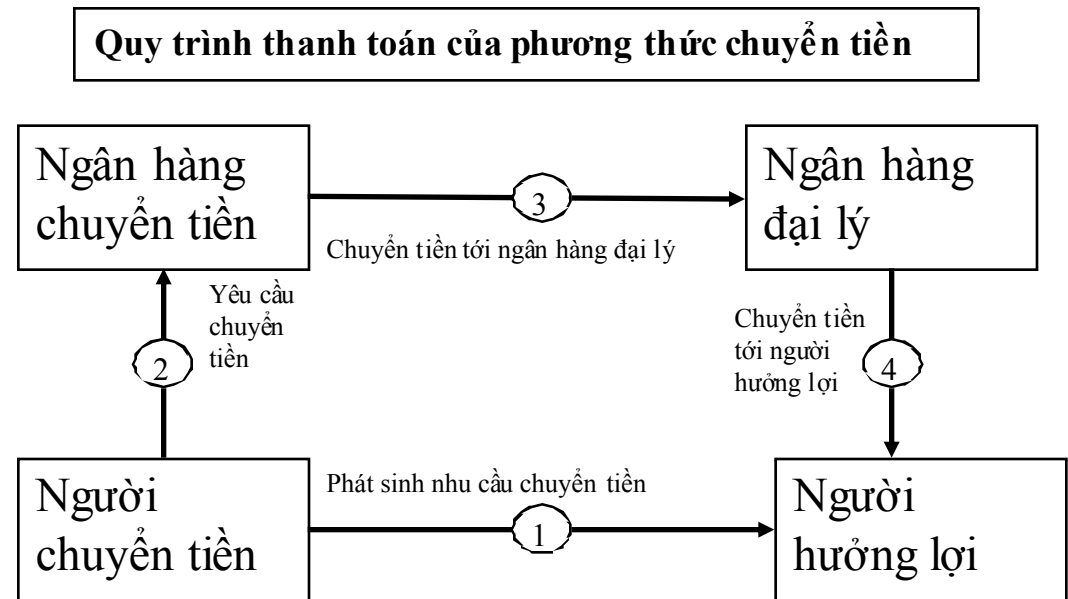 Quy trình thanh toán của phương thức chuyển tiền
Ngân hàng
chuyển tiền
3
Chuyển tiền tới ngân hàng đại lý
Ngân hàng
đại lý
Yêu cầu
chuyển
tiền
2
Chuyển tiền
tới người
hưởng lợi
4
Người
chuyển tiền
Phát sinh nhu cầu chuyển tiền
1
Người
hưởng lợi